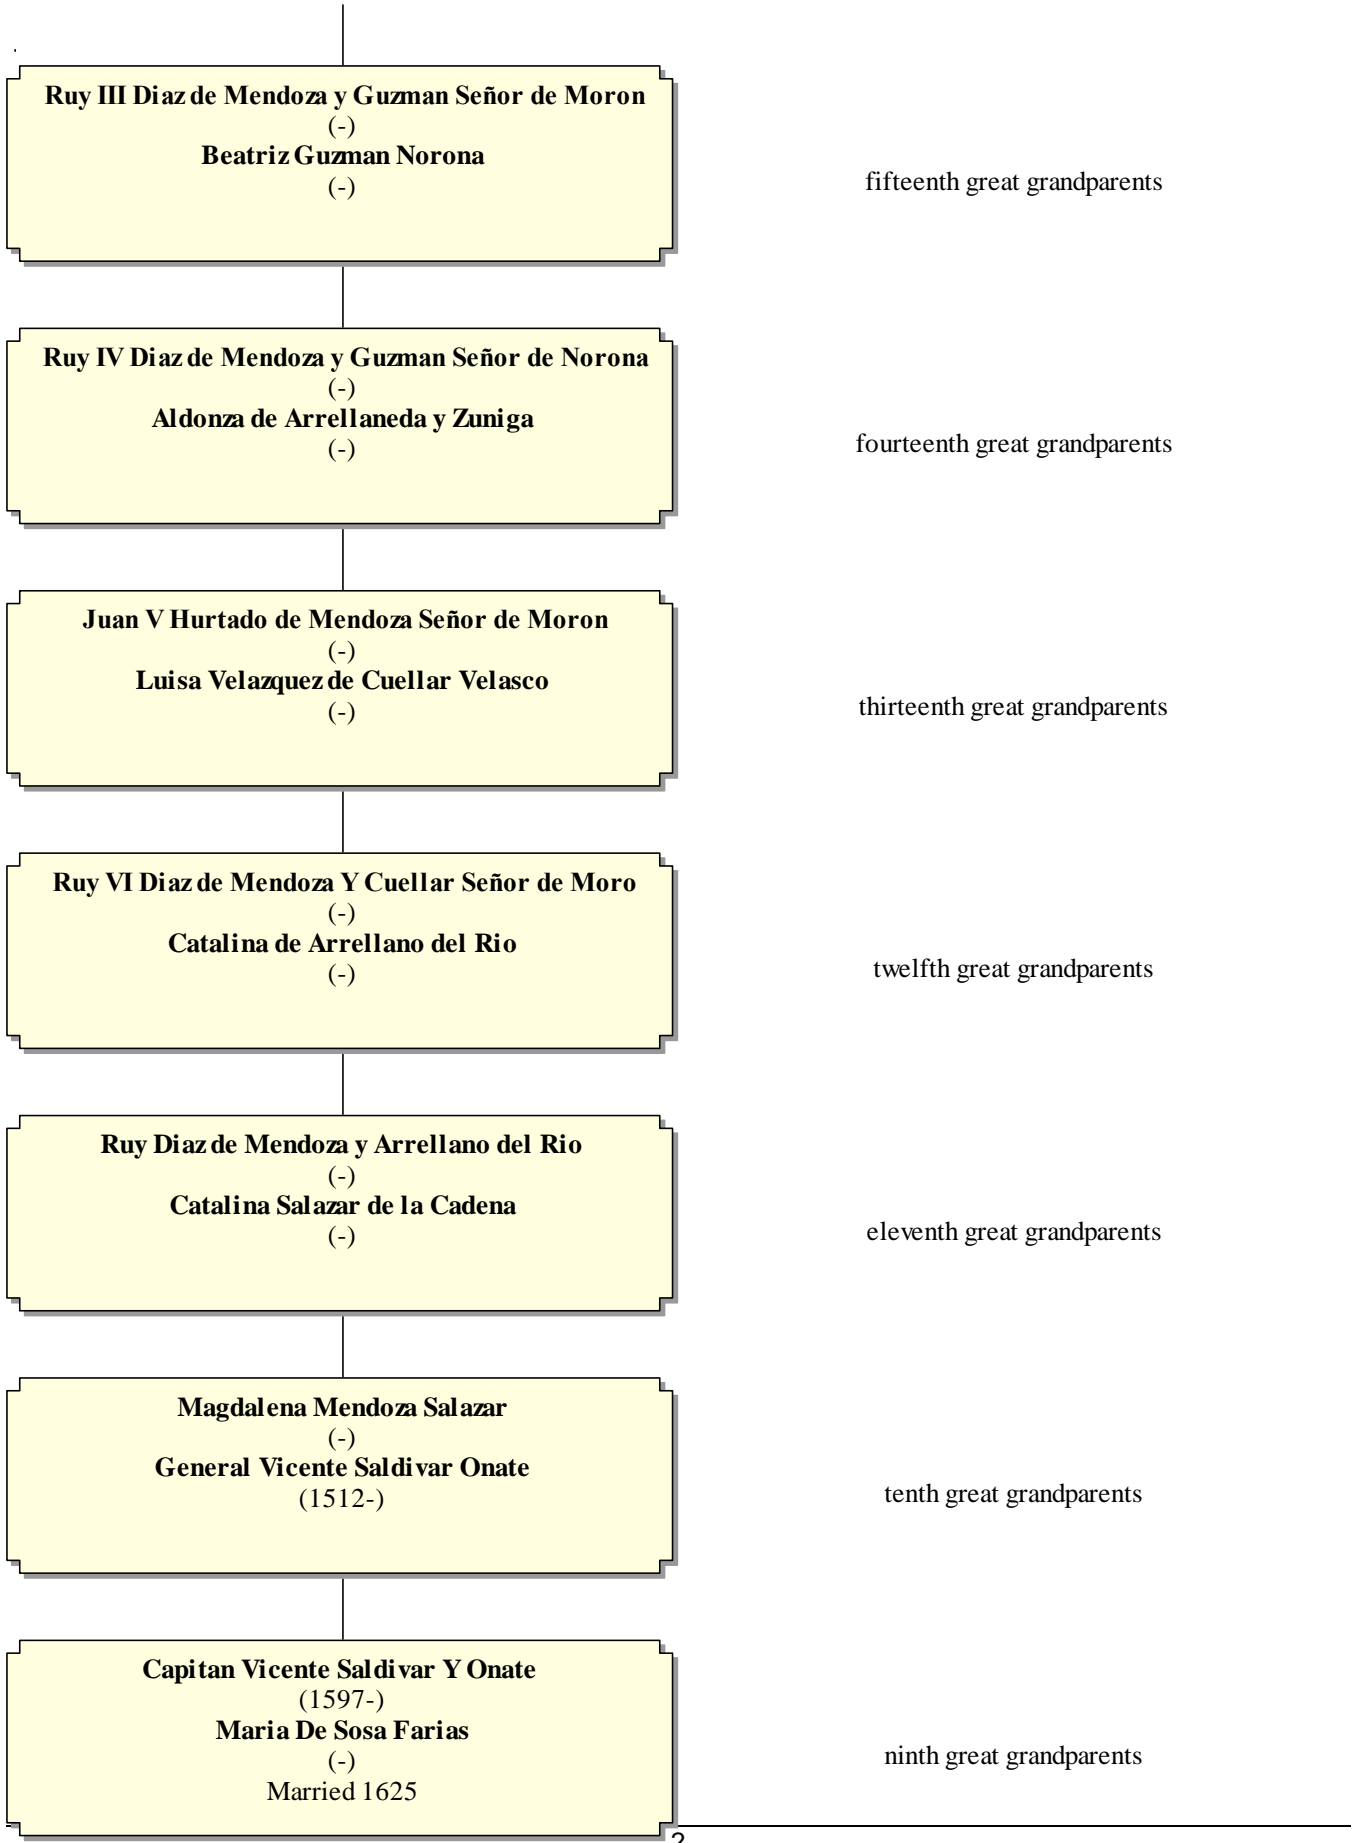 Ruy III Diaz de Mendoza y Guzman Señor de Moron
(-)
Beatriz Guzman Norona
(-)
fifteenth great grandparents
Ruy IV Diaz de Mendoza y Guzman Señor de Norona
(-)
Aldonza de Arrellaneda y Zuniga
(-)
fourteenth great grandparents
Juan V Hurtado de Mendoza Señor de Moron
(-)
Luisa Velazquez de Cuellar Velasco
(-)
thirteenth great grandparents
Ruy VI Diaz de Mendoza Y Cuellar Señor de Moro
(-)
Catalina de Arrellano del Rio
(-)
twelfth great grandparents
Ruy Diaz de Mendoza y Arrellano del Rio
(-)
Catalina Salazar de la Cadena
(-)
eleventh great grandparents
Magdalena Mendoza Salazar
(-)
General Vicente Saldivar Onate
(1512-)
tenth great grandparents
Capitan Vicente Saldivar Y Onate
(1597-)
Maria De Sosa Farias
(-)
Married 1625
ninth great grandparents
2